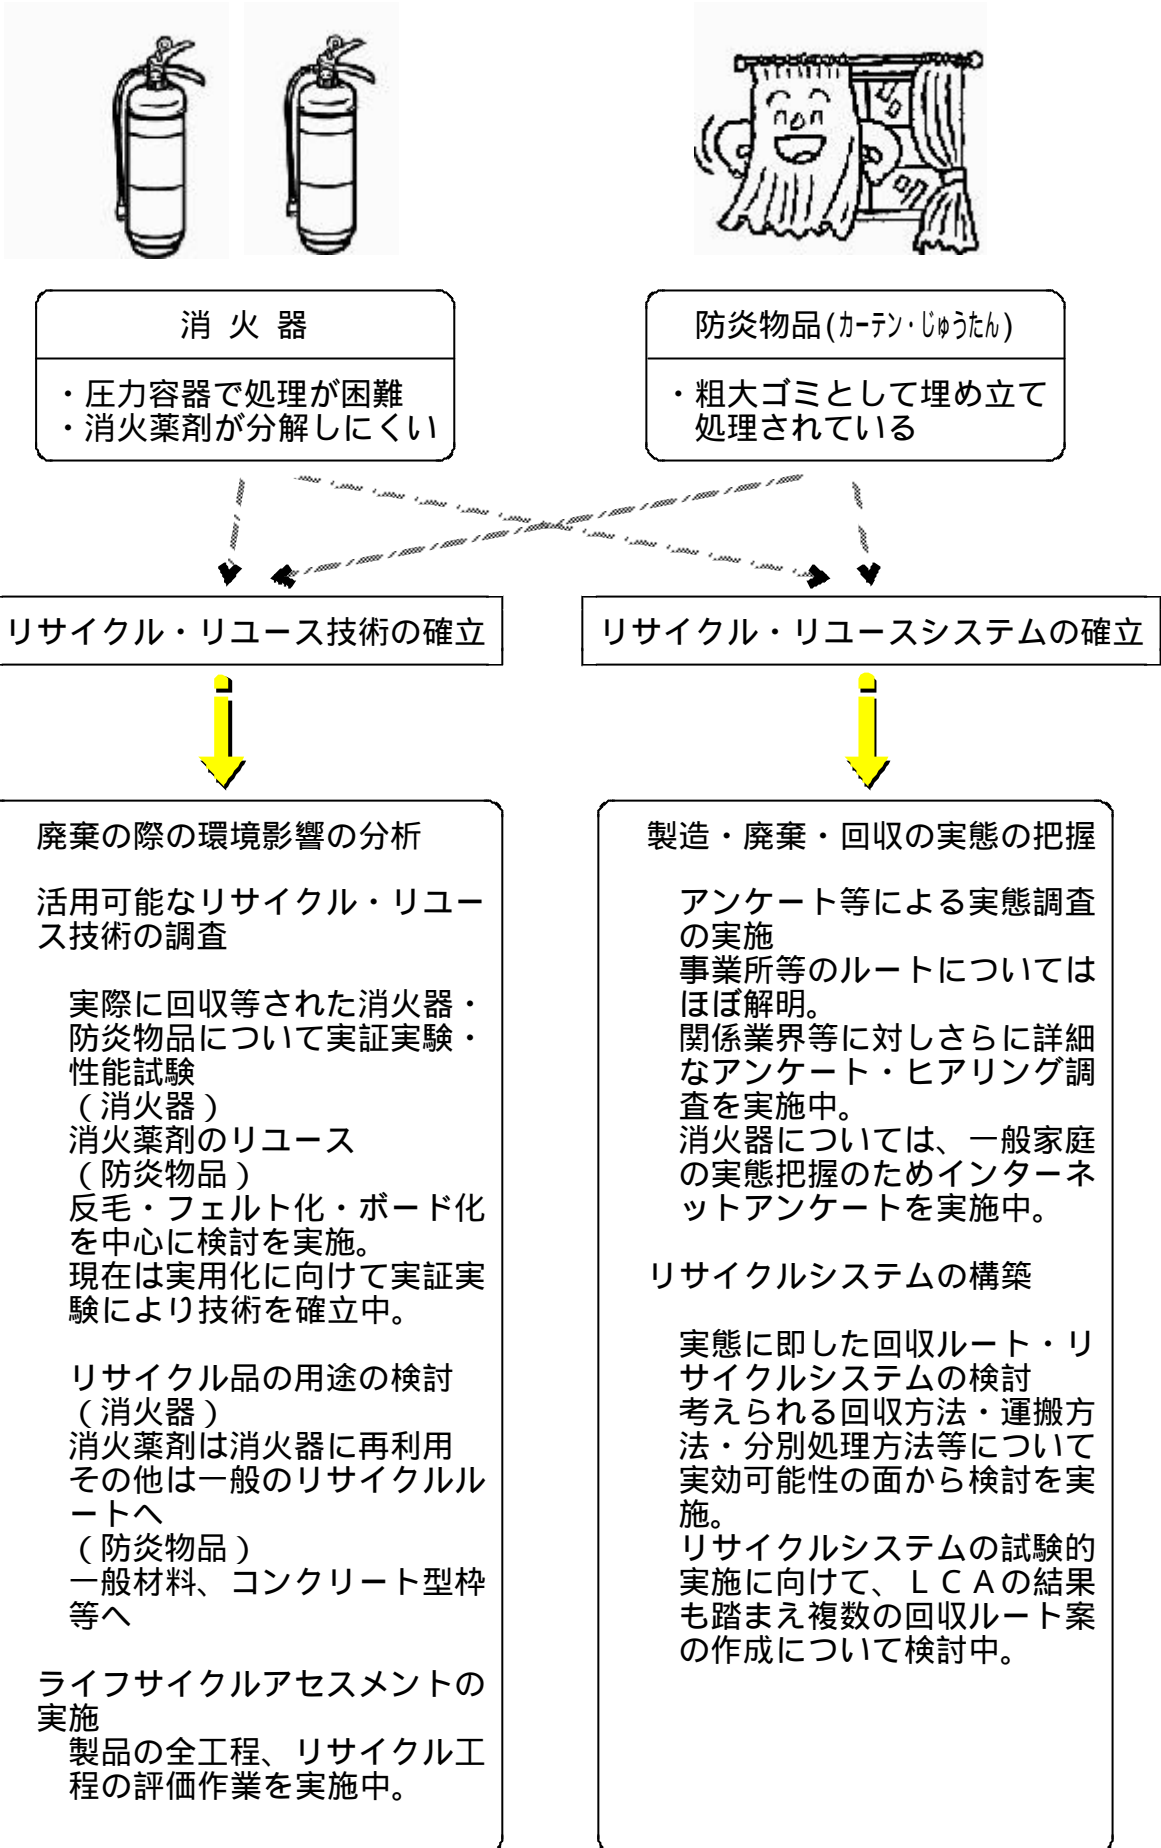 消 火 器
・圧力容器で処理が困難
・消火薬剤が分解しにくい
防炎物品(ｶｰﾃﾝ・じゅうたん)
・粗大ゴミとして埋め立て
処理されている
リサイクル・リユース技術の確立
リサイクル・リユースシステムの確立
廃棄の際の環境影響の分析
活用可能なリサイクル・リユー
ス技術の調査
実際に回収等された消火器・
防炎物品について実証実験・
性能試験
（消火器）
消火薬剤のリユース
（防炎物品）
反毛・フェルト化・ボード化
を中心に検討を実施。
現在は実用化に向けて実証実
験により技術を確立中。
リサイクル品の用途の検討
（消火器）
消火薬剤は消火器に再利用
その他は一般のリサイクルル
ートへ
（防炎物品）
一般材料、コンクリート型枠
等へ
ライフサイクルアセスメントの
実施
製品の全工程、リサイクル工
程の評価作業を実施中。
製造・廃棄・回収の実態の把握
アンケート等による実態調査
の実施
事業所等のルートについては
ほぼ解明。
関係業界等に対しさらに詳細
なアンケート・ヒアリング調
査を実施中。
消火器については、一般家庭
の実態把握のためインターネ
ットアンケートを実施中。
リサイクルシステムの構築
実態に即した回収ルート・リ
サイクルシステムの検討
考えられる回収方法・運搬方
法・分別処理方法等について
実効可能性の面から検討を実
施。
リサイクルシステムの試験的
実施に向けて、ＬＣＡの結果
も踏まえ複数の回収ルート案
の作成について検討中。